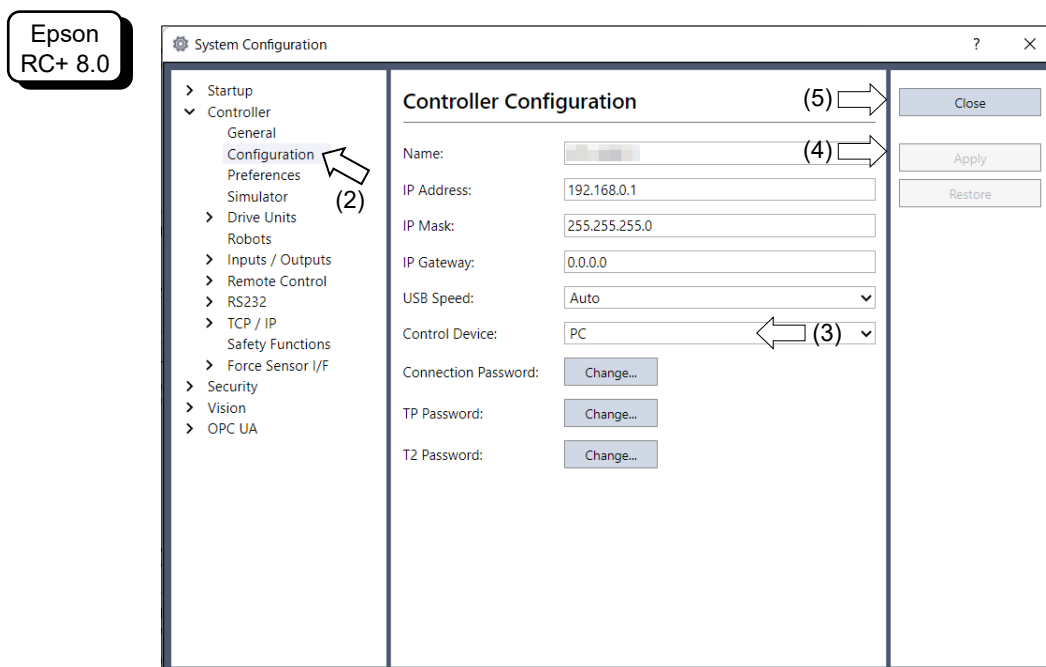 Epson
RC+ 8.0
System Configuration
?
Startup
Controller
General
Configuration
(2)
Preferences
Simulator
Drive Units
Robots
Inputs / Outputs
Remote Control
RS232
TCP / IP
Safety Functions
Force Sensor I/F
Security
Vision
OPC UA
Controller Configuration
Name:
IP Address: 192.168.0.1
IP Mask: 255.255.255.0
IP Gateway: 0.0.0.0
USB Speed: Auto
Control Device: PC (3)
Connection Password: Change...
TP Password: Change...
T2 Password: Change...
(5) Close
(4) Apply
Restore